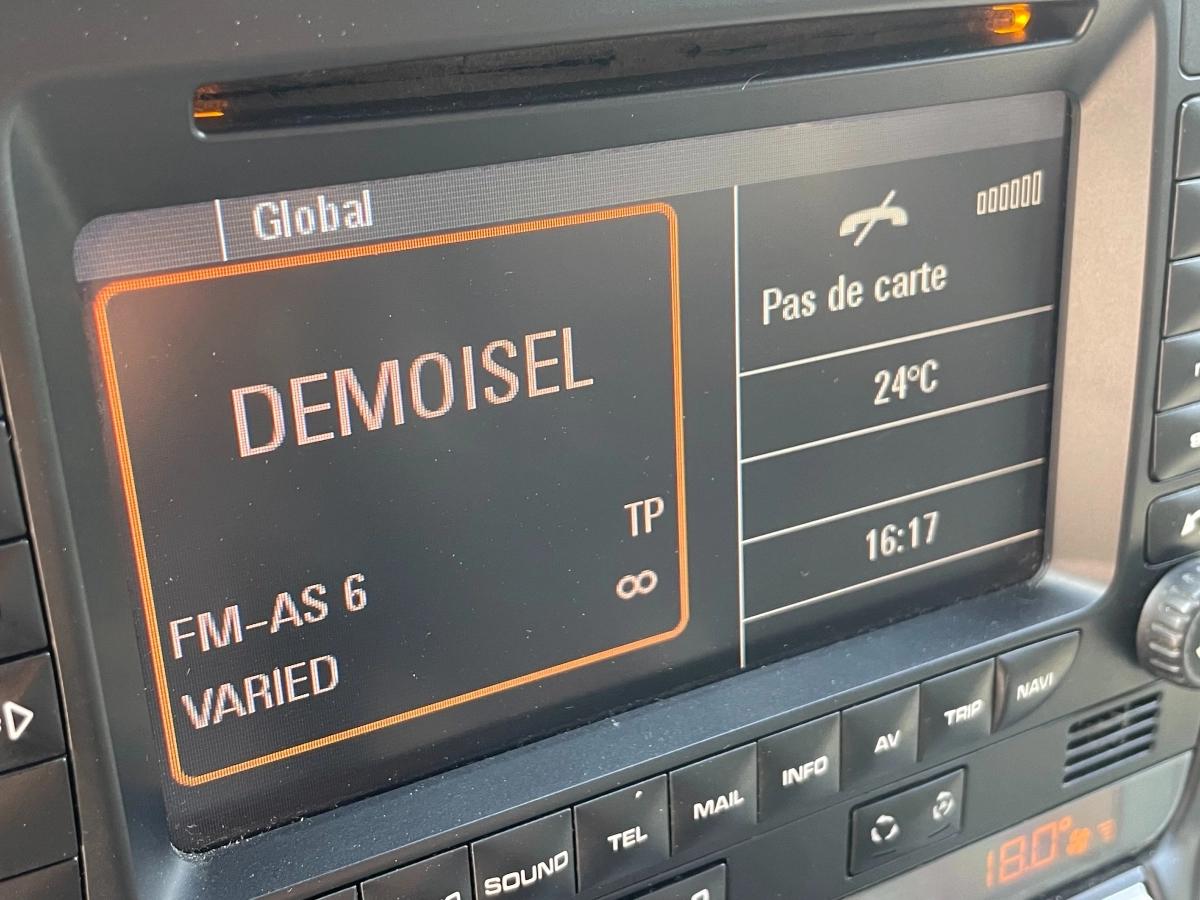 Global
DEMOISEL
TP
FM-AS 6
∞
VARIED
Pas de carte
24°C
16:17
SOUND
TEL
MAIL
INFO
AV
TRIP
NAVI
18.0°